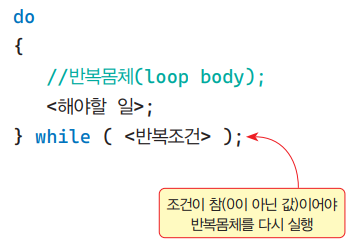 do
{
//반복몸체(loop body);
<해야할 일>;
} while ( <반복조건> );
조건이 참(0이 아닌 값)이어야
반복몸체를 다시 실행